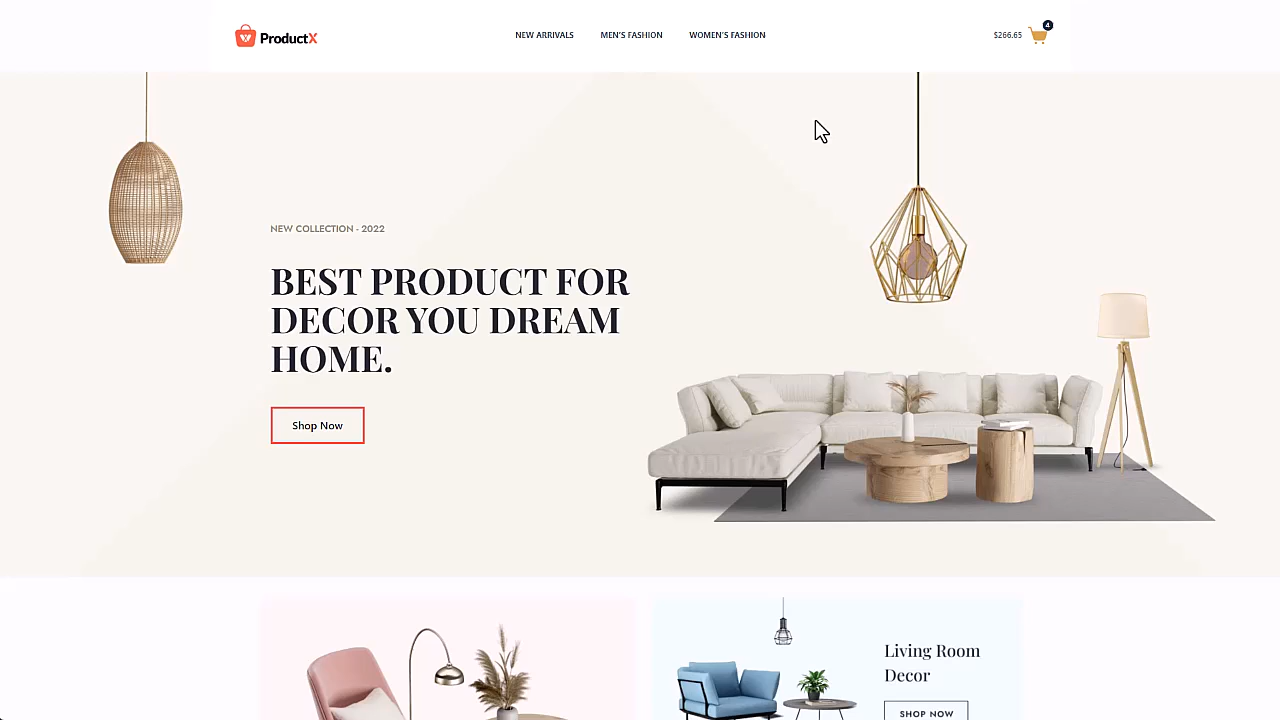 ProductX
NEW ARRIVALS
MEN'S FASHION
WOMEN'S FASHION
$266.65
4
NEW COLLECTION - 2022
BEST PRODUCT FOR
DECOR YOU DREAM
HOME.
Shop Now
Living Room
Decor
SHOP NOW